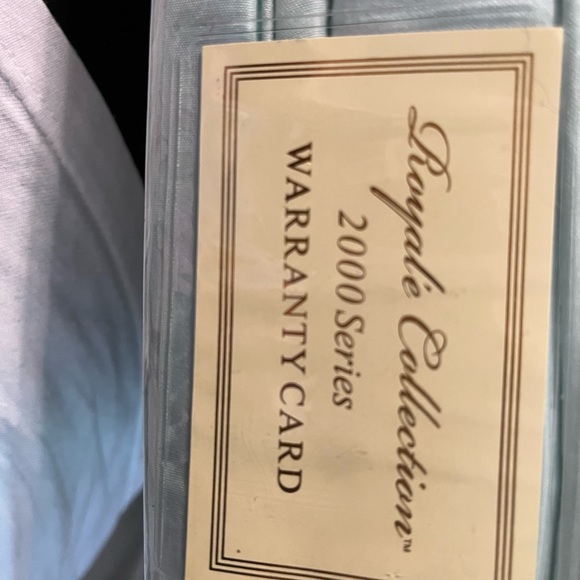 Royale Collection™
2000 Series
WARRANTY CARD